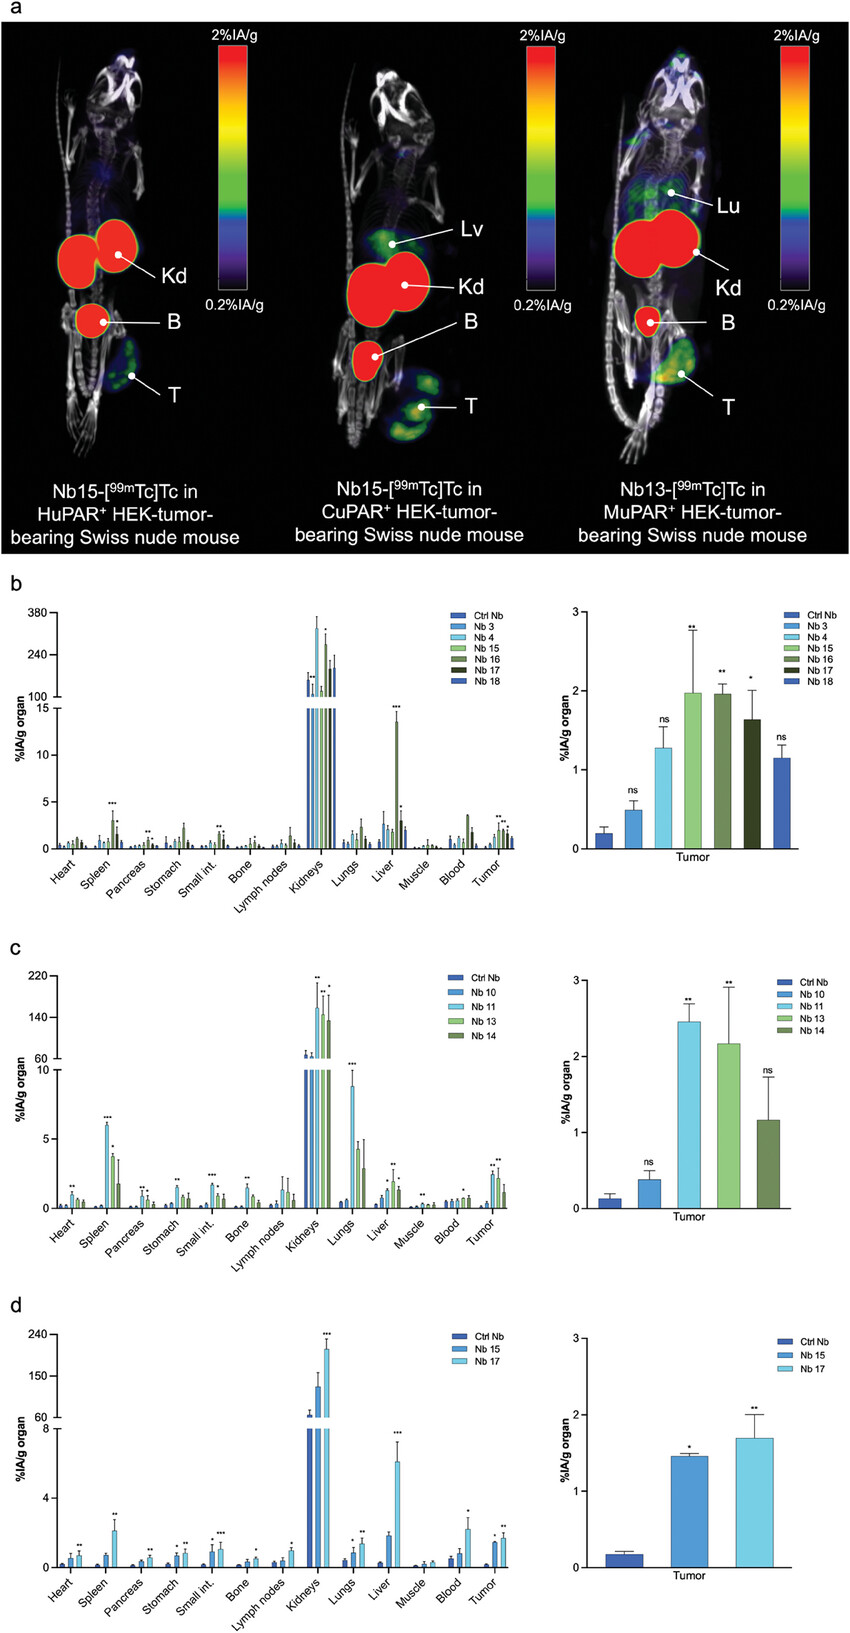 a
2%IA/g
2%IA/g
2%IA/g
Lv
Lu
Kd
Kd
Kd
B
B
B
T
T
T
0.2%IA/g
0.2%IA/g
0.2%IA/g
Nb15-[99mTc]Tc in
HuPAR+ HEK-tumor-
bearing Swiss nude mouse
Nb15-[99mTc]Tc in
CuPAR+ HEK-tumor-
bearing Swiss nude mouse
Nb13-[99mTc]Tc in
MuPAR+ HEK-tumor-
bearing Swiss nude mouse
b
%IA/g organ
380
240
100
15
10
5
0
** * *** *** * ** * ** * * *** * ** ** *
Ctrl Nb
Nb 3
Nb 4
Nb 15
Nb 16
Nb 17
Nb 18
Heart
Spleen
Pancreas
Stomach
Small int.
Bone
Lymph nodes
Kidneys
Lungs
Liver
Muscle
Blood
Tumor
%IA/g organ
3
2
1
0
ns
ns
**
**
*
ns
Ctrl Nb
Nb 3
Nb 4
Nb 15
Nb 16
Nb 17
Nb 18
Tumor
c
%IA/g organ
220
140
60
10
5
0
** *** * ** * ** *** * ** ** ** * *** * ** * ** * ** **
Ctrl Nb
Nb 10
Nb 11
Nb 13
Nb 14
Heart
Spleen
Pancreas
Stomach
Small int.
Bone
Lymph nodes
Kidneys
Lungs
Liver
Muscle
Blood
Tumor
%IA/g organ
3
2
1
0
ns
**
**
ns
Ctrl Nb
Nb 10
Nb 11
Nb 13
Nb 14
Tumor
d
%IA/g organ
240
150
60
8
4
0
** ** ** * ** * *** * * *** * ** *** * * **
Ctrl Nb
Nb 15
Nb 17
Heart
Spleen
Pancreas
Stomach
Small int.
Bone
Lymph nodes
Kidneys
Lungs
Liver
Muscle
Blood
Tumor
%IA/g organ
3
2
1
0
*
**
Ctrl Nb
Nb 15
Nb 17
Tumor